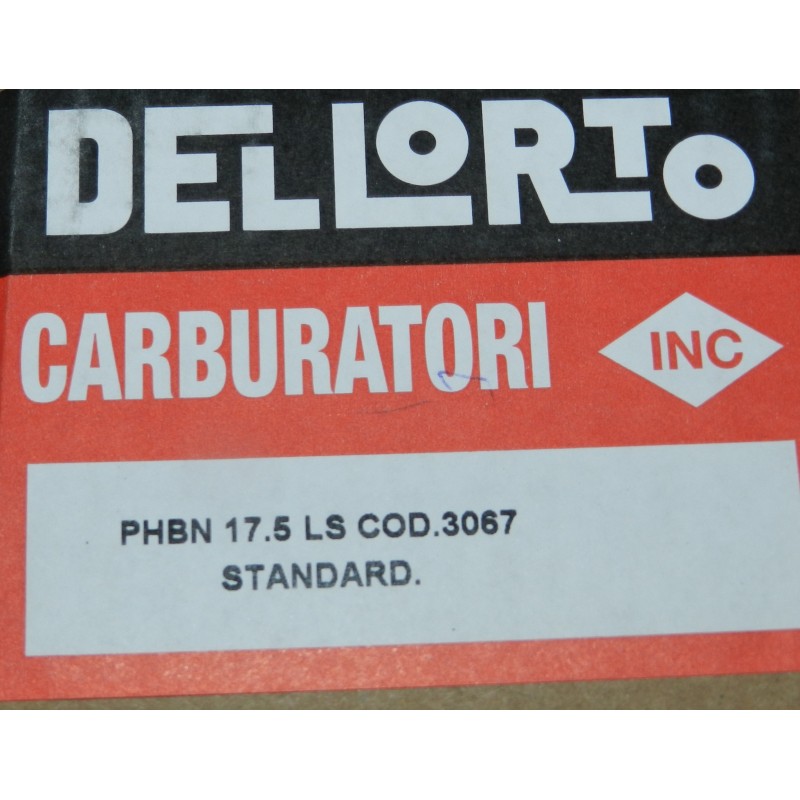 DELLORTO
CARBURATORI
INC
PHBN 17.5 LS COD.3067
STANDARD.